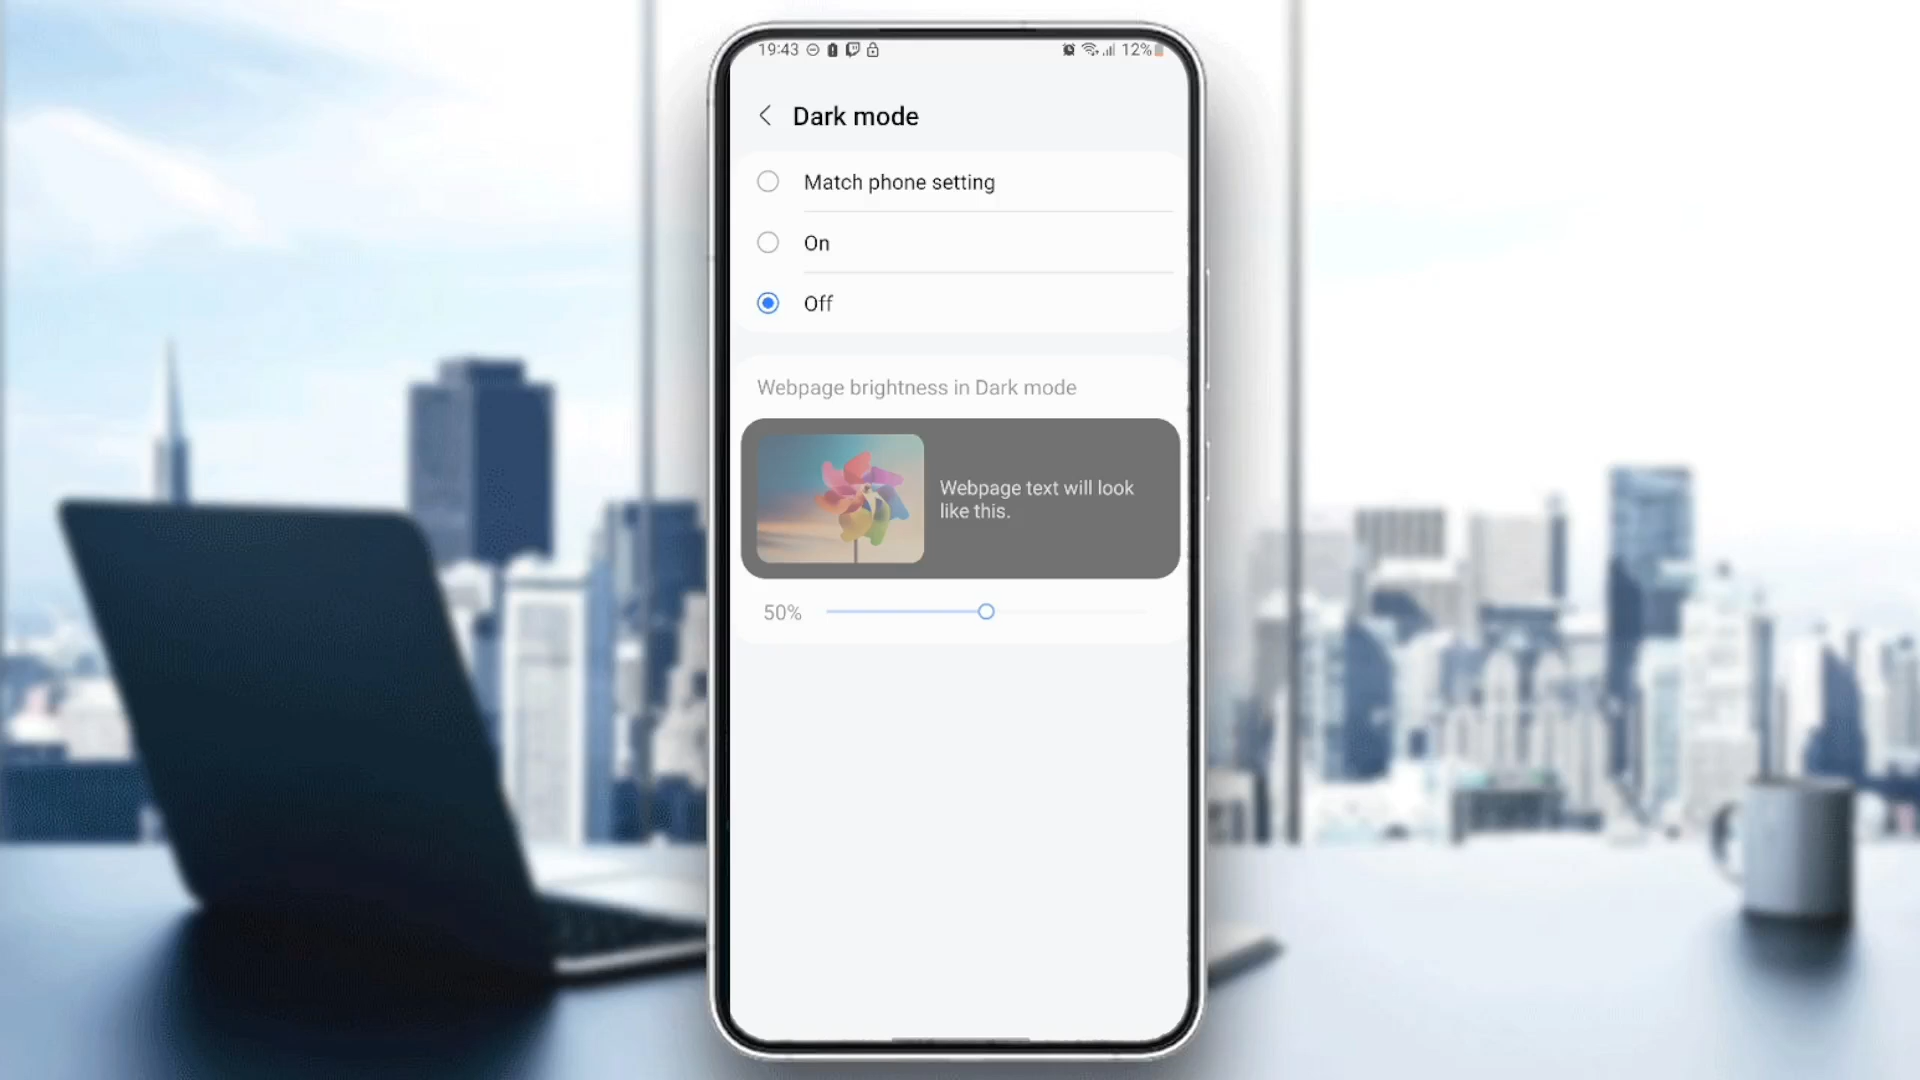 19:43 12%
Dark mode
Match phone setting
On
Off
Webpage brightness in Dark mode
Webpage text will look
like this.
50%